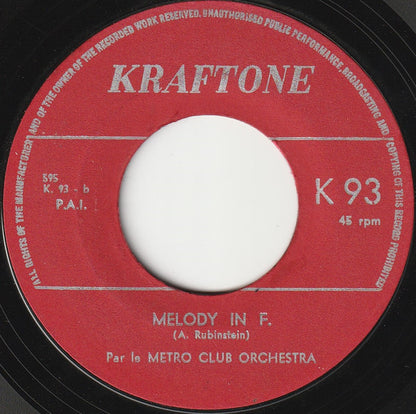 ALL RIGHTS OF THE MANUFACTURER AND OF THE OWNER OF THE RECORDED WORK RESERVED. UNAUTHORISED PUBLIC PERFORMANCE, BROADCASTING AND COPYING OF THIS RECORD PROHIBITED
KRAFTONE
595
K. 93 - b
P.A.I.
K 93
45 rpm
MELODY IN F.
(A. Rubinstein)
Par le METRO CLUB ORCHESTRA